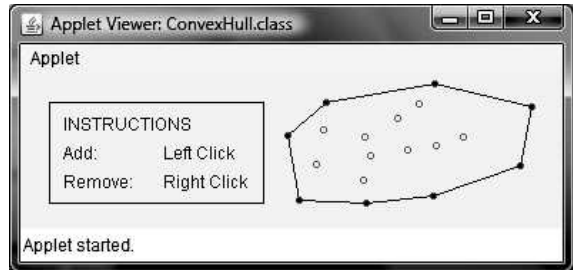 Applet Viewer: ConvexHull.class
Applet
INSTRUCTIONS
Add: Left Click
Remove: Right Click
Applet started.